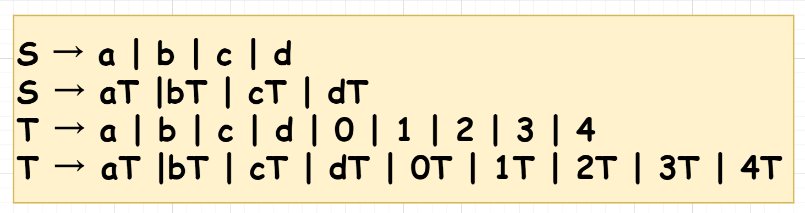 S → a | b | c | d
S → aT |bT | cT | dT
T → a | b | c | d | 0 | 1 | 2 | 3 | 4
T → aT |bT | cT | dT | 0T | 1T | 2T | 3T | 4T